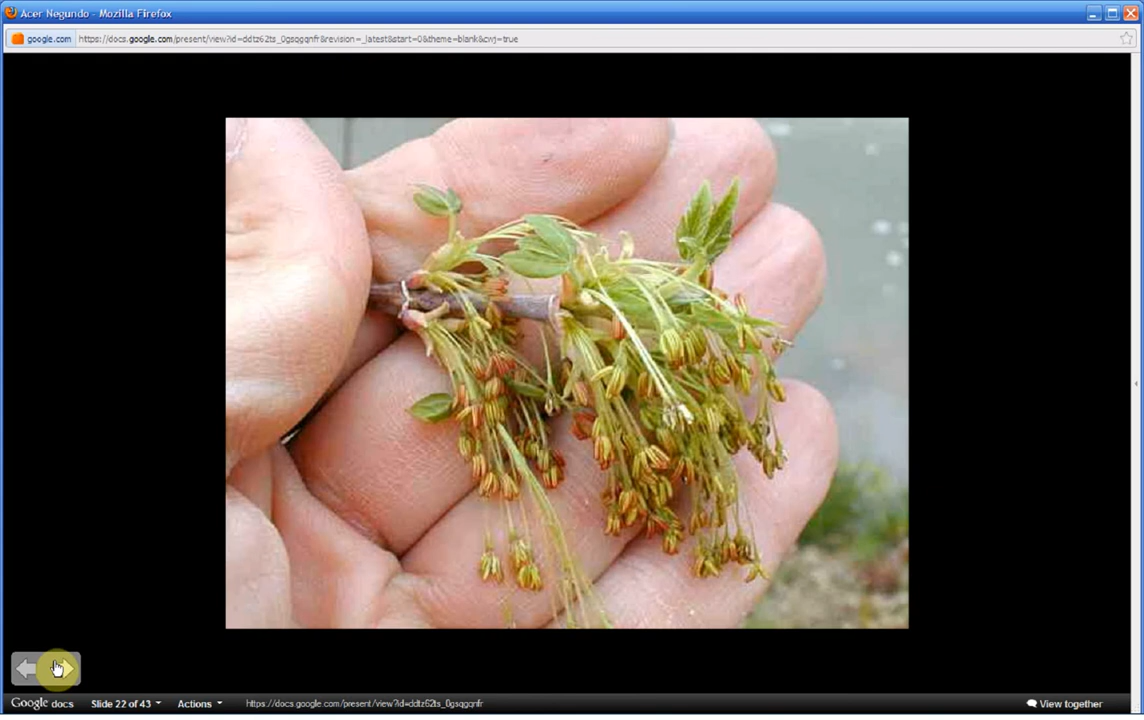 Acer Negundo - Mozilla Firefox
google.com https://docs.google.com/present/view?id=ddtz62ts_0gsqgqnfr&revision=_latest&start=0&theme=blank&cwj=true
Google docs Slide 22 of 43 Actions https://docs.google.com/present/view?id=ddtz62ts_0gsqgqnfr View together